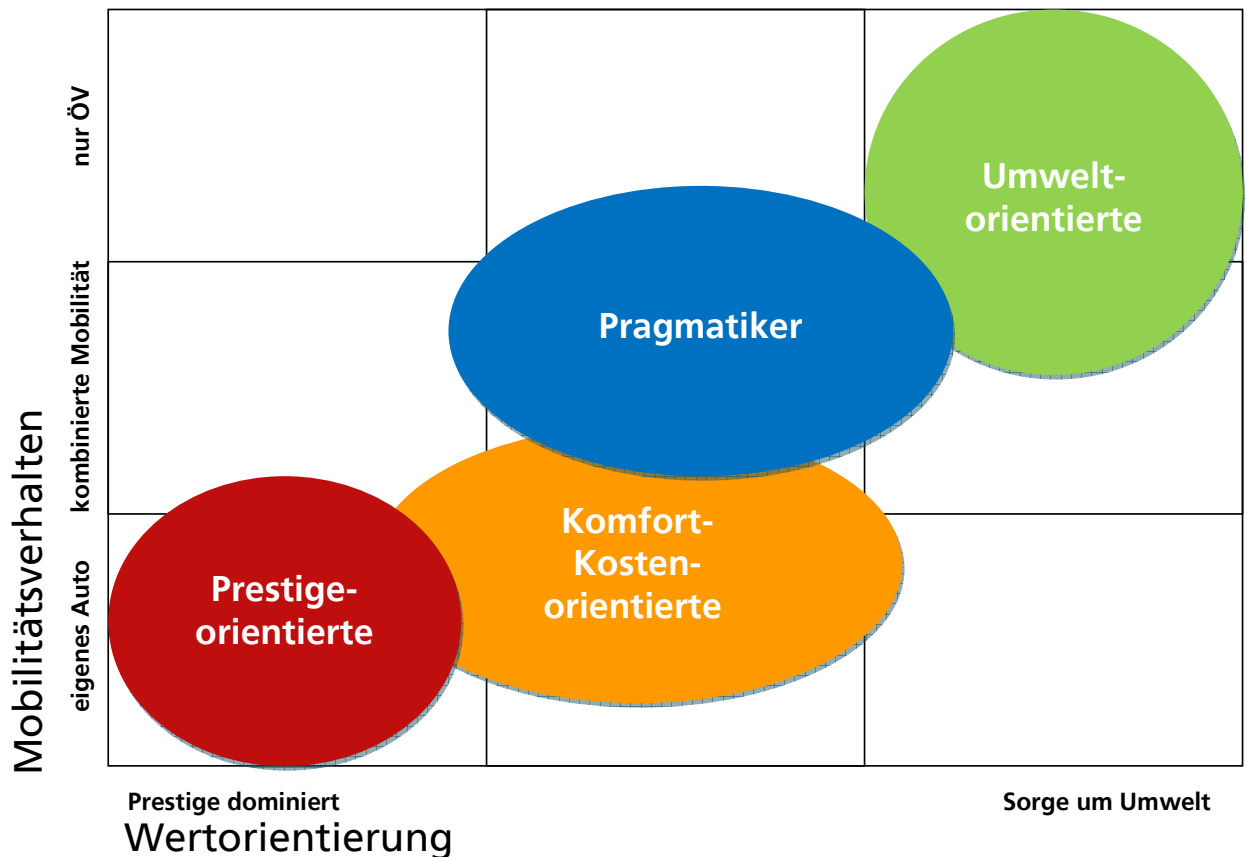 nur ÖV
kombinierte Mobilität
eigenes Auto
Mobilitätsverhalten
Umwelt-
orientierte
Pragmatiker
Komfort-
Kosten-
orientierte
Prestige-
orientierte
Prestige dominiert
Sorge um Umwelt
Wertorientierung